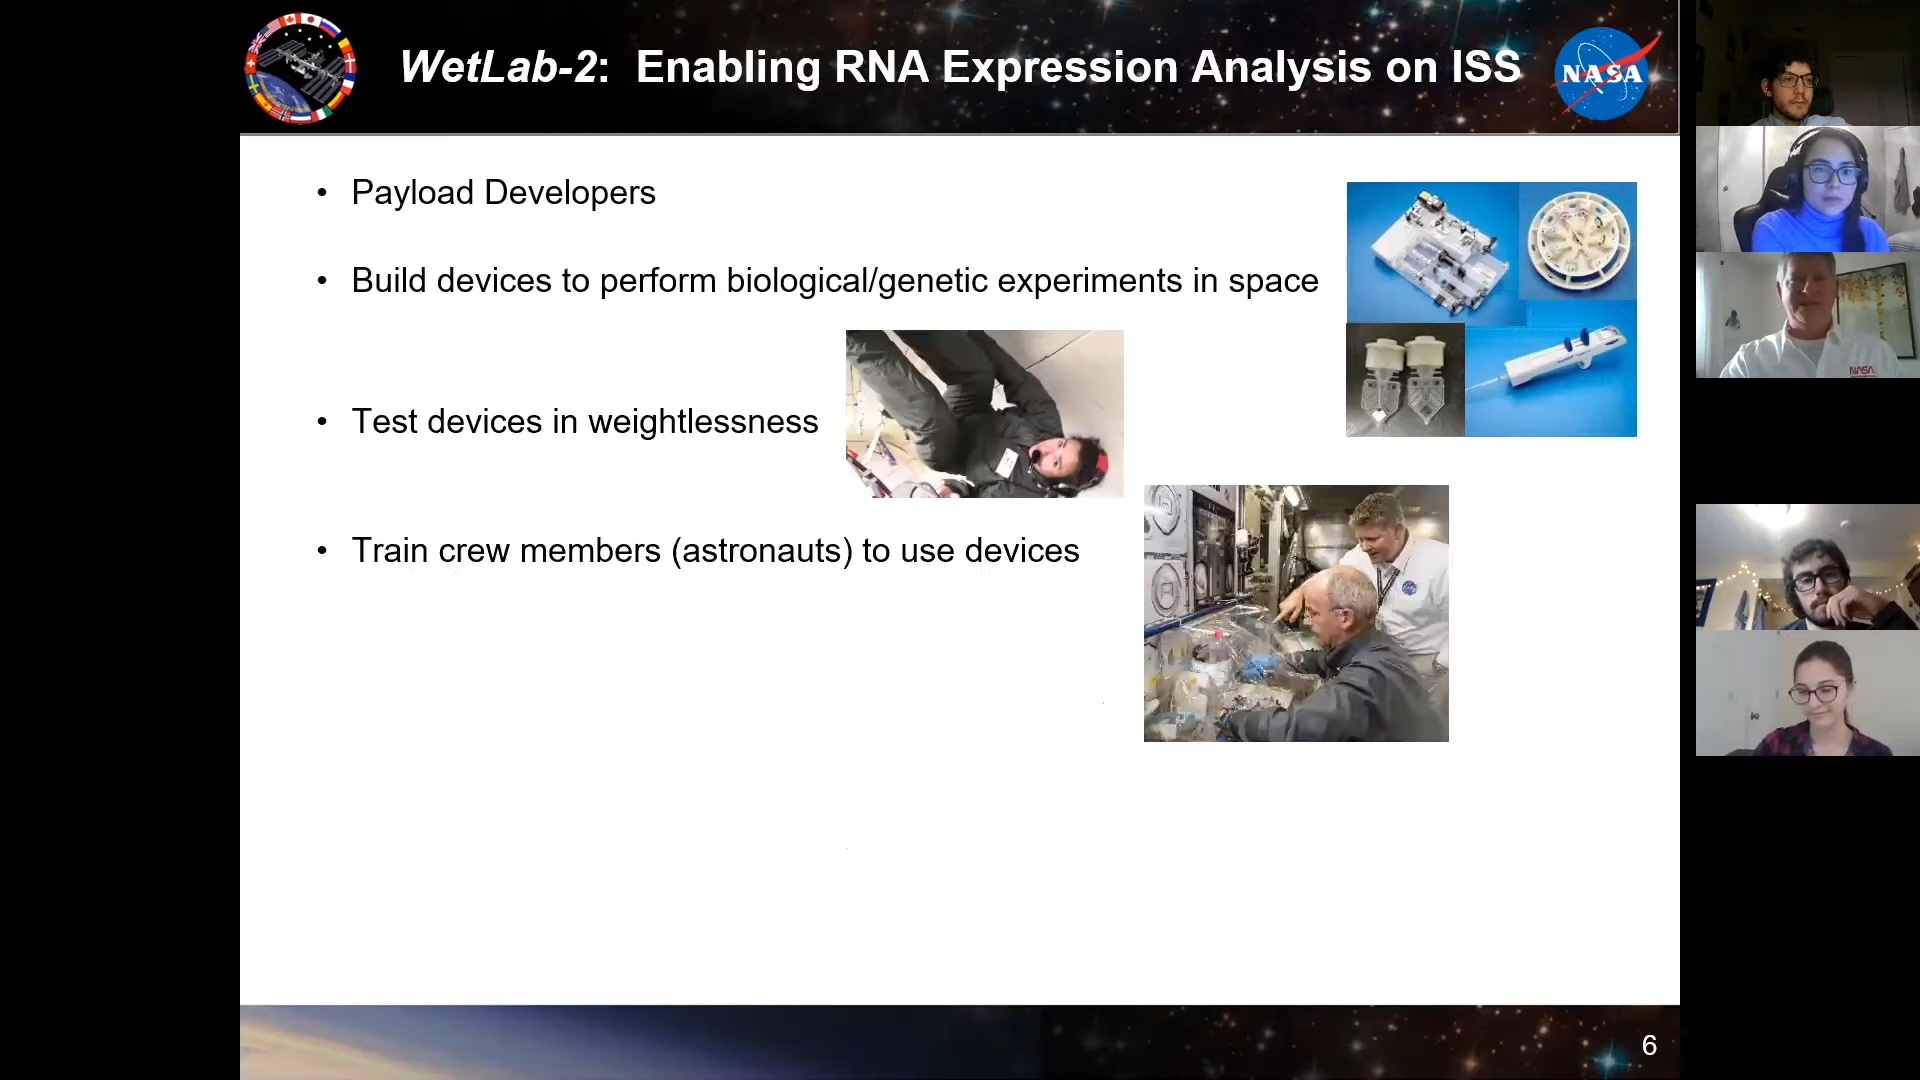 WetLab-2: Enabling RNA Expression Analysis on ISS
NASA
• Payload Developers
• Build devices to perform biological/genetic experiments in space
• Test devices in weightlessness
• Train crew members (astronauts) to use devices
NASA
6